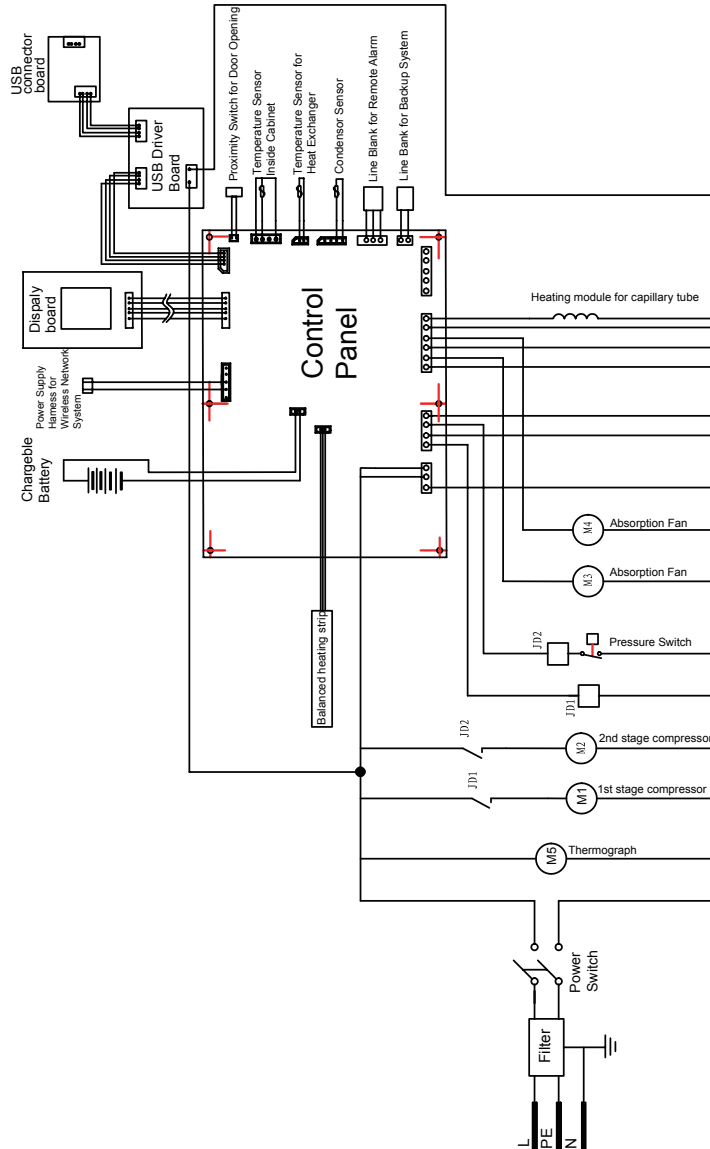 USB
connector
board
USB Driver
Board
Dispaly
board
Power Supply
Harness for
Wireless Network
System
Chargeble
Battery
Proximity Switch for Door Opening
Temperature Sensor
Inside Cabinet
Temperature Sensor for
Heat Exchanger
Condensor Sensor
Line Blank for Remote Alarm
Line Bank for Backup System
Control
Panel
Heating module for capillary tube
Balanced heating strip
M4
Absorption Fan
M3
Absorption Fan
JD2
Pressure Switch
JD1
JD2
M2
2nd stage compressor
JD1
M1
1st stage compressor
M5
Thermograph
Power
Switch
Filter
L
PE
N